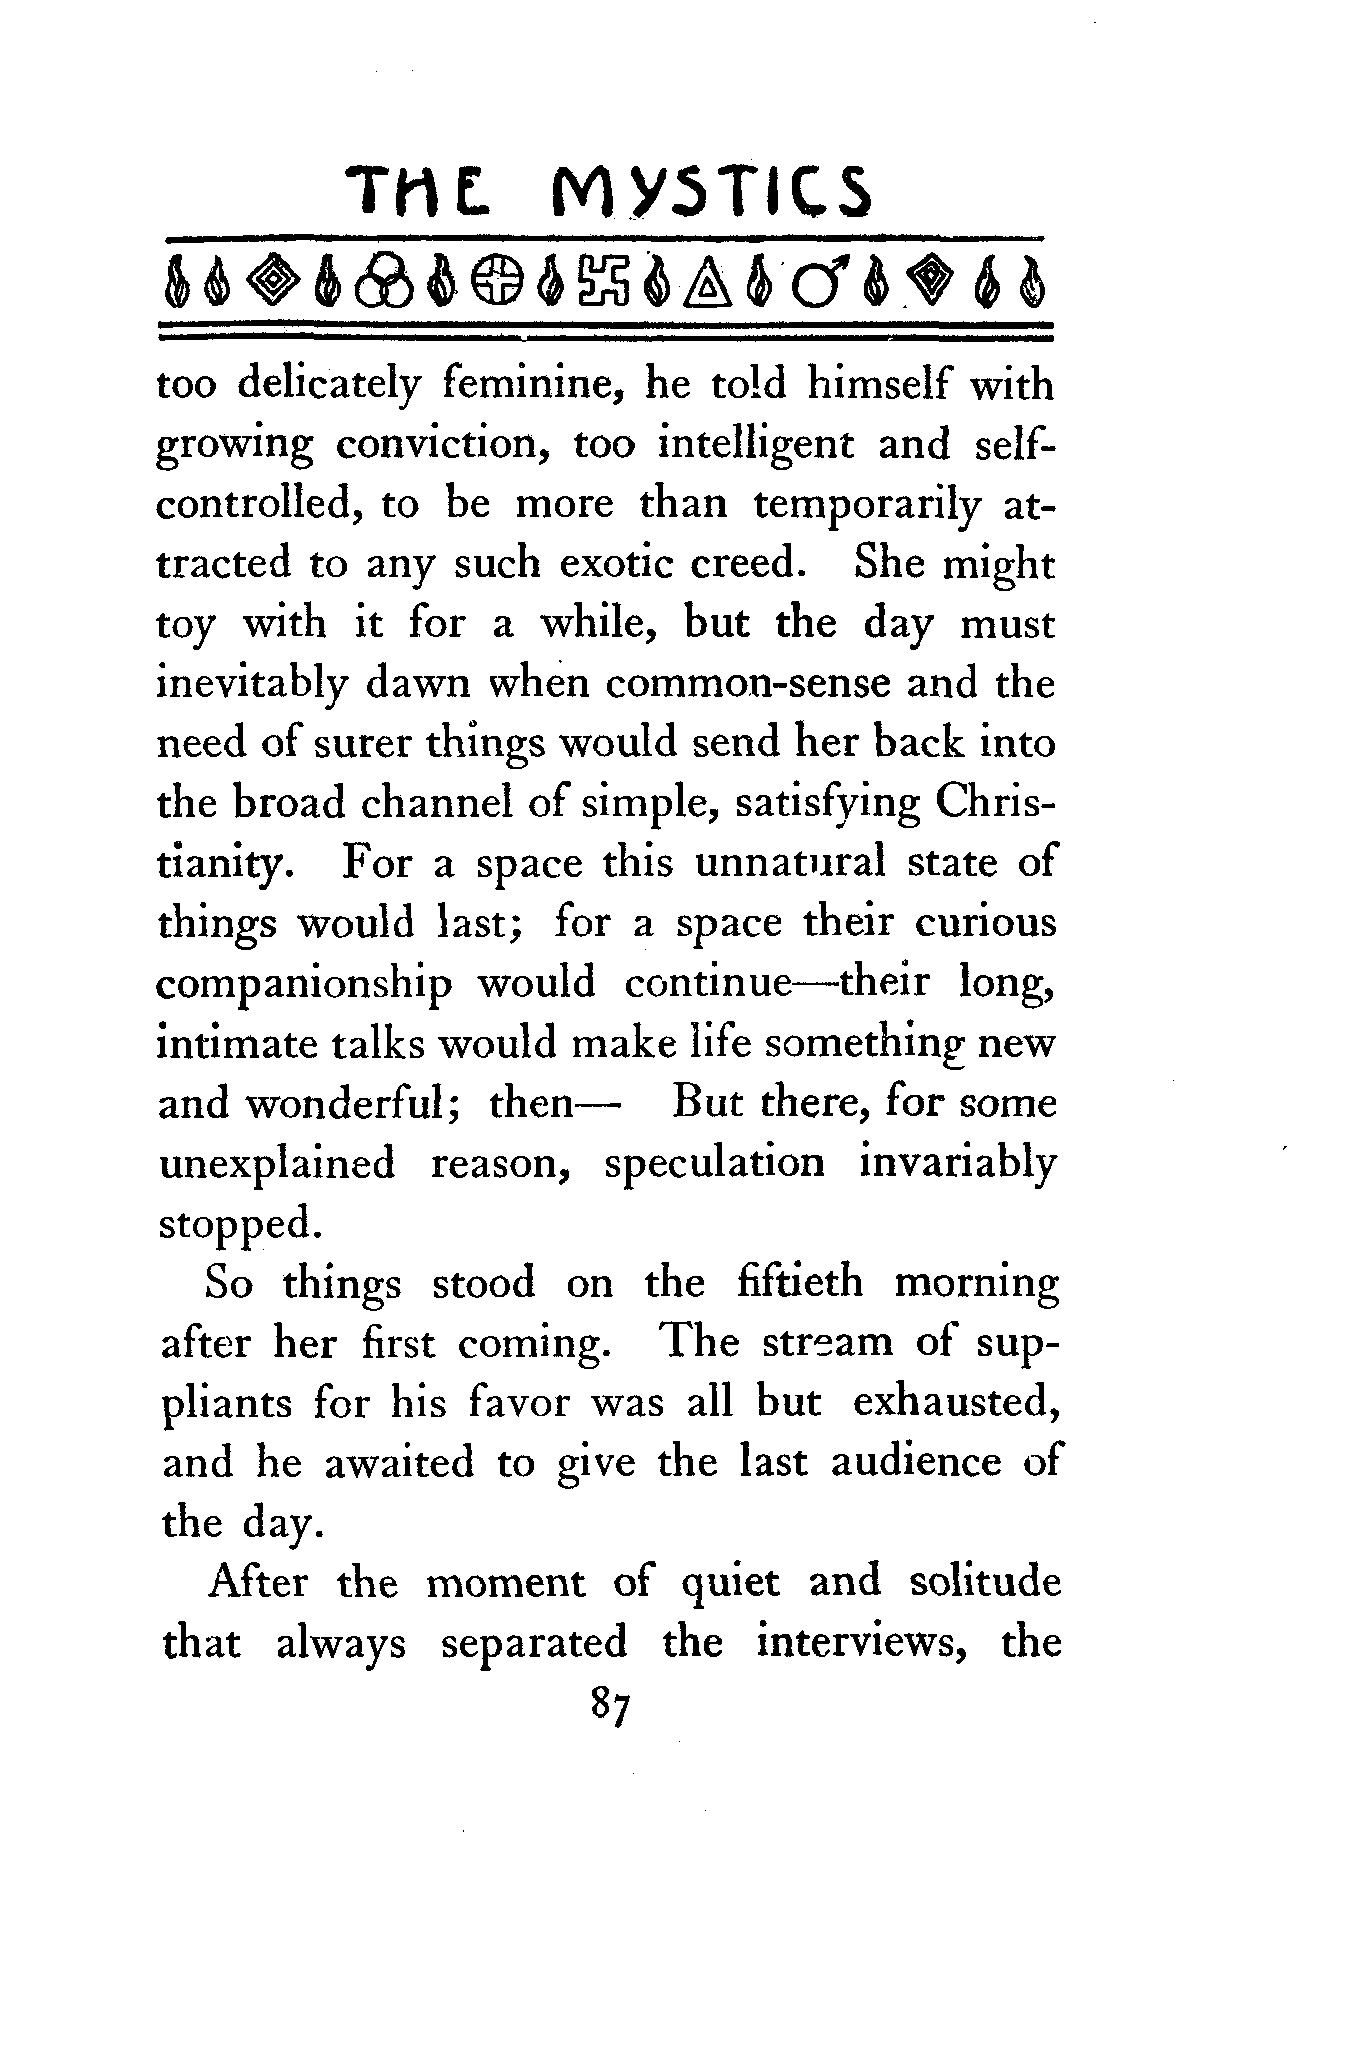 THE MYSTICS
too delicately feminine, he told himself with
growing conviction, too intelligent and self-
controlled, to be more than temporarily at-
tracted to any such exotic creed. She might
toy with it for a while, but the day must
inevitably dawn when common-sense and the
need of surer things would send her back into
the broad channel of simple, satisfying Chris-
tianity. For a space this unnatural state of
things would last; for a space their curious
companionship would continue—their long,
intimate talks would make life something new
and wonderful; then— But there, for some
unexplained reason, speculation invariably
stopped.
So things stood on the fiftieth morning
after her first coming. The stream of sup-
pliants for his favor was all but exhausted,
and he awaited to give the last audience of
the day.
After the moment of quiet and solitude
that always separated the interviews, the
87